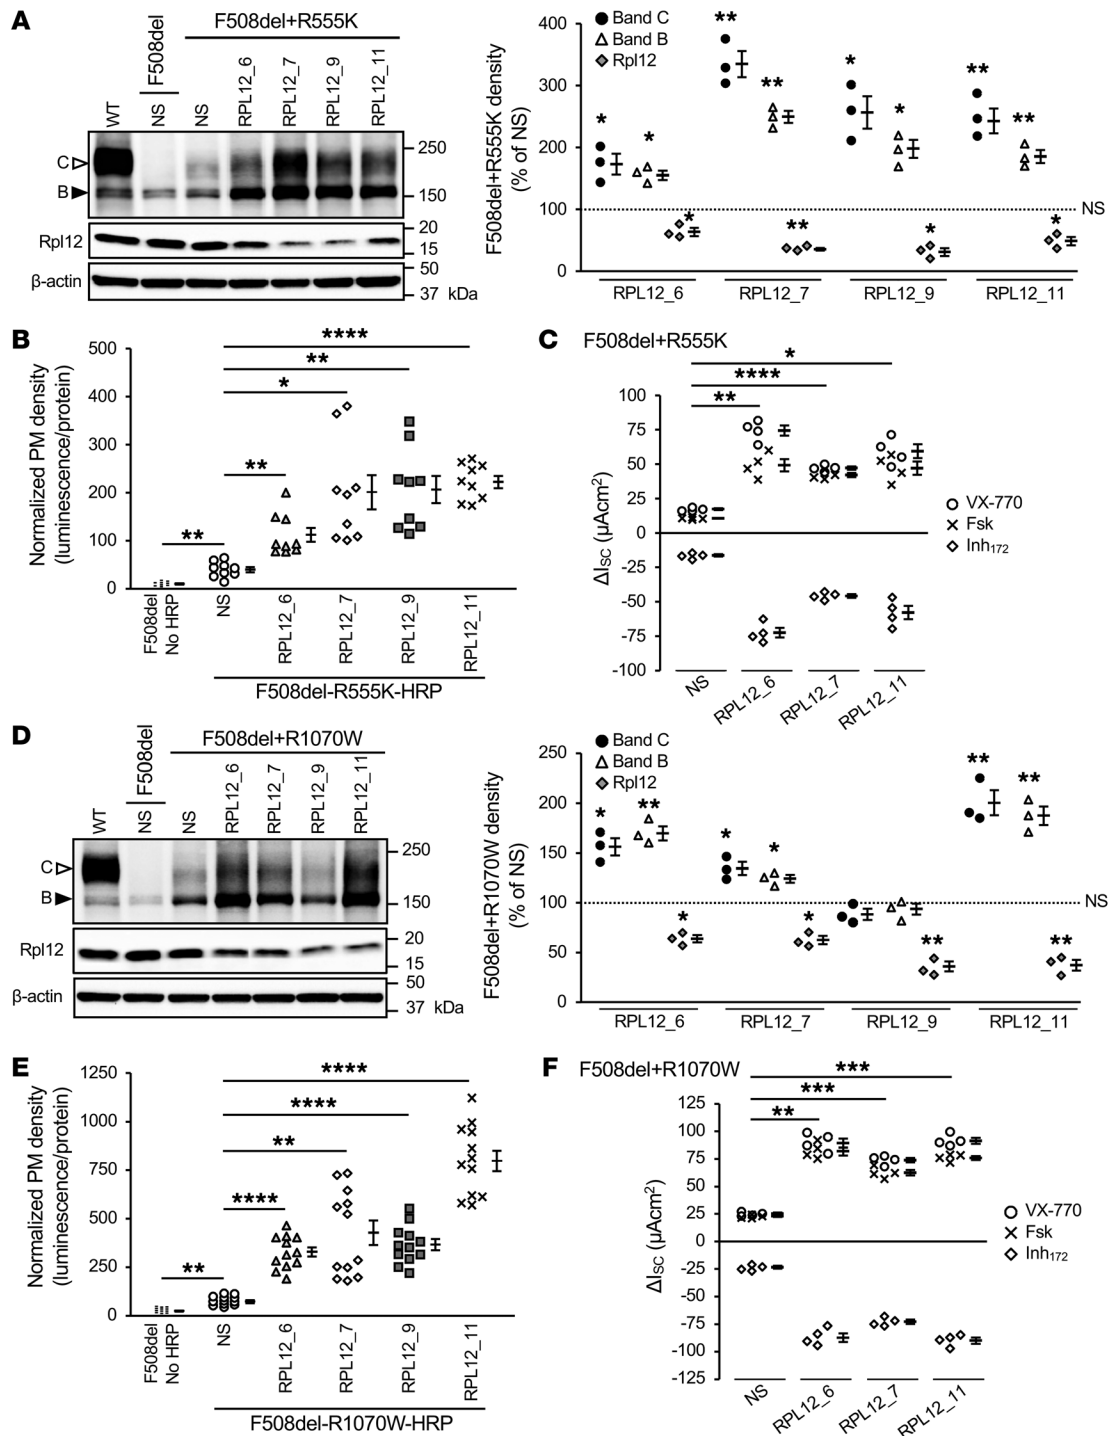 A
F508del
F508del+R555K
WT
NS
NS
RPL12_6
RPL12_7
RPL12_9
RPL12_11
C
B
250
150
Rpl12
20
15
β-actin
50
37 kDa
F508del+R555K density
(% of NS)
400
300
200
100
0
Band C
Band B
Rpl12
* * * ** ** ** * * * ** ** *
NS
RPL12_6
RPL12_7
RPL12_9
RPL12_11
B
Normalized PM density
(luminescence/protein)
500
400
300
200
100
0
****
**
*
**
**
F508del
No HRP
NS
RPL12_6
RPL12_7
RPL12_9
RPL12_11
F508del-R555K-HRP
C
F508del+R555K
*
****
**
ΔISC (µAcm²)
100
75
50
25
0
-25
-50
-75
-100
VX-770
Fsk
Inh172
NS
RPL12_6
RPL12_7
RPL12_11
D
F508del
F508del+R1070W
WT
NS
NS
RPL12_6
RPL12_7
RPL12_9
RPL12_11
C
B
250
150
Rpl12
20
15
β-actin
50
37 kDa
F508del+R1070W density
(% of NS)
250
200
150
100
50
0
Band C
Band B
Rpl12
* ** * * * * ** ** ** **
NS
RPL12_6
RPL12_7
RPL12_9
RPL12_11
E
Normalized PM density
(luminescence/protein)
1250
1000
750
500
250
0
****
****
**
****
**
F508del
No HRP
NS
RPL12_6
RPL12_7
RPL12_9
RPL12_11
F508del-R1070W-HRP
F
F508del+R1070W
***
***
**
ΔISC (µAcm²)
125
100
75
50
25
0
-25
-50
-75
-100
-125
VX-770
Fsk
Inh172
NS
RPL12_6
RPL12_7
RPL12_11